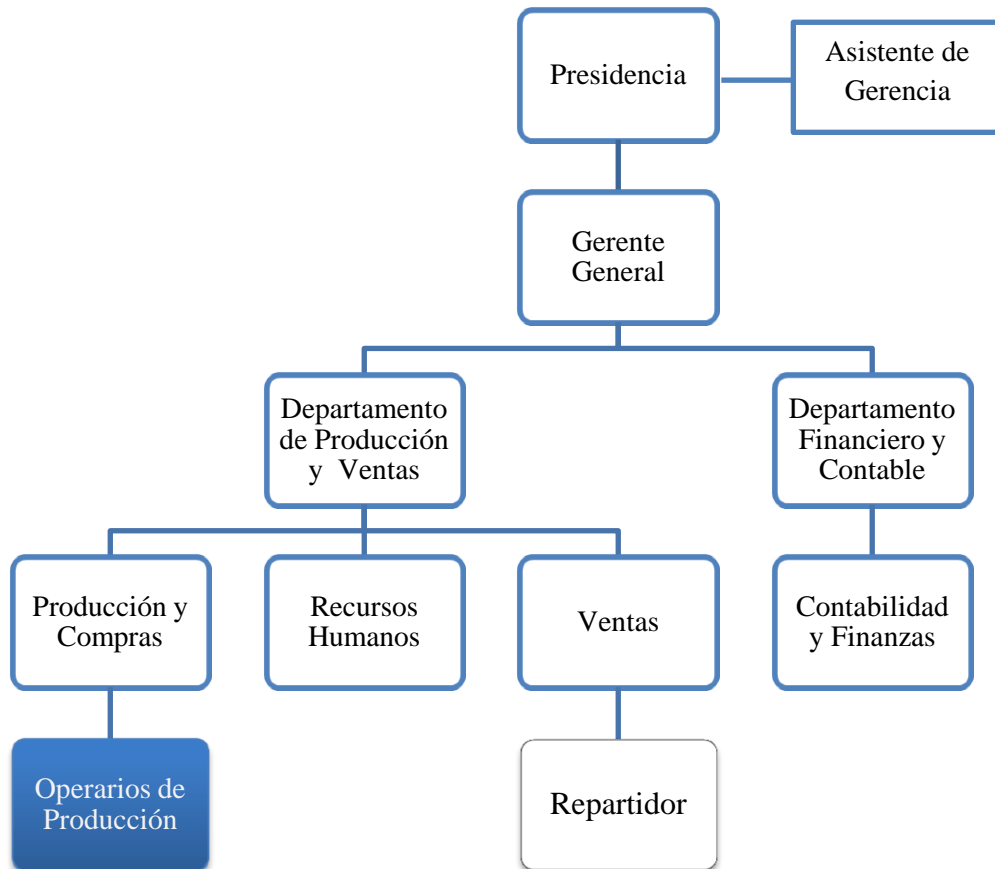 Presidencia
Asistente de
Gerencia
Gerente
General
Departamento
de Producción
y Ventas
Departamento
Financiero y
Contable
Producción y
Compras
Recursos
Humanos
Ventas
Contabilidad
y Finanzas
Operarios de
Producción
Repartidor